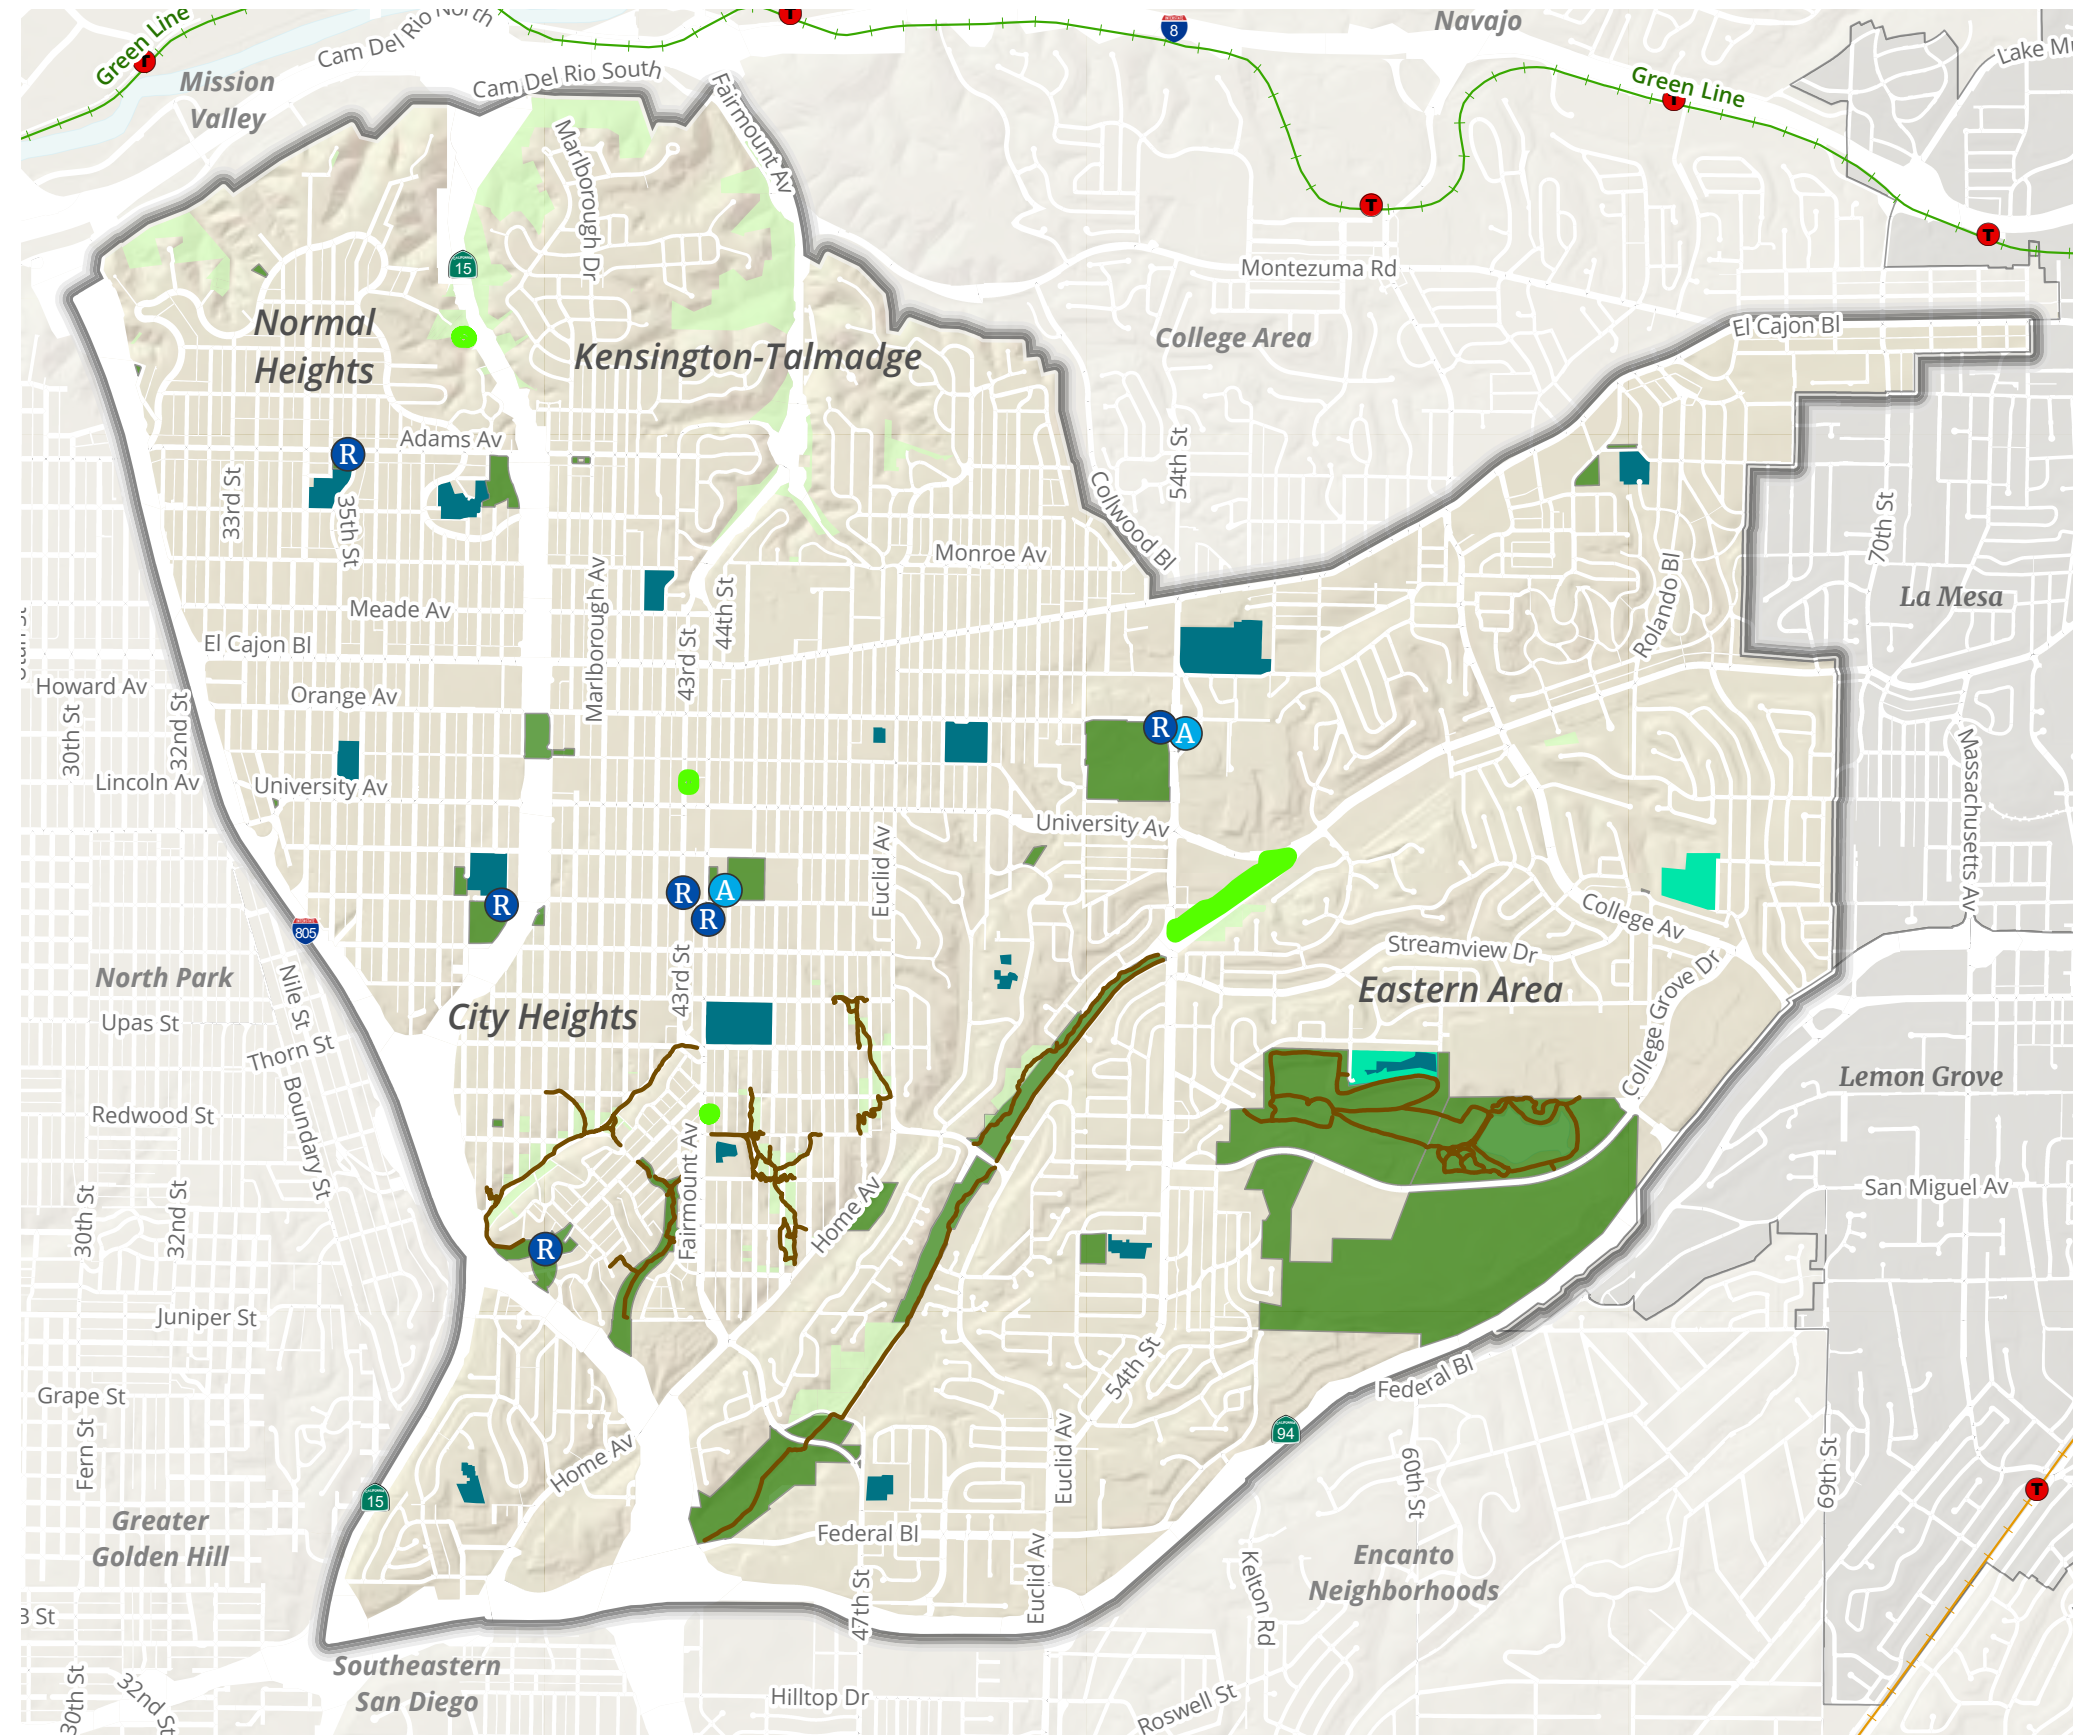 Green Line
Cam Del Rio North
8
Navajo
Mission
Valley
Cam Del Rio South
Fairmount Av
Green Line
Marlborough Dr
15
Montezuma Rd
Normal
Heights
Kensington-Talmadge
College Area
El Cajon Bl
Adams Av
R
33rd St
35th St
54th St
Collwood Bl
70th St
Monroe Av
Marlborough Av
44th St
Meade Av
Rolando Bl
La Mesa
El Cajon Bl
43rd St
Howard Av
Orange Av
30th St
32nd St
R
A
Massachusetts Av
Lincoln Av
University Av
University Av
Euclid Av
R
R
A
R
College Av
805
Streamview Dr
43rd St
North Park
Nile St
City Heights
Eastern Area
College Grove Dr
Upas St
Thorn St
Boundary St
Lemon Grove
Redwood St
Fairmount Av
30th St
32nd St
Home Av
San Miguel Av
R
Juniper St
54th St
Federal Bl
Grape St
Fern St
Home Av
Euclid Av
94
60th St
69th St
T
15
Greater
Golden Hill
Federal Bl
Euclid Av
Kelton Rd
Encanto
Neighborhoods
47th St
B St
Southeastern
San Diego
30th St
32nd St
Hilltop Dr
Roswell St
T
T
T
T
T
T